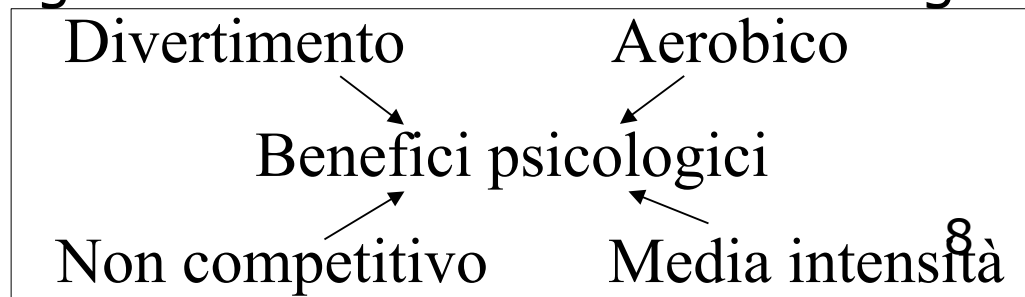 Divertimento Aerobico
Benefici psicologici
8
Non competitivo Media intensità